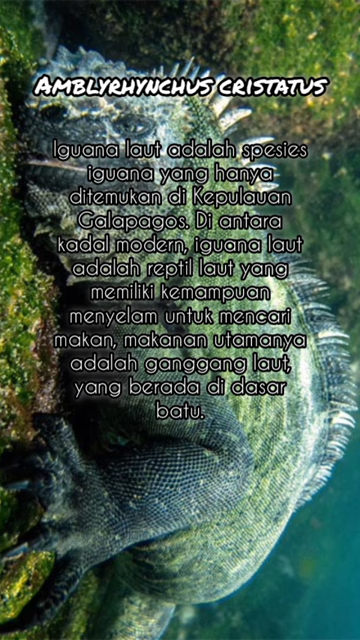 Amblyrhynchus cristatus
Iguana laut adalah spesies
iguana yang hanya
ditemukan di Kepulauan
Galapagos. Di antara
kadal modern, iguana laut
adalah reptil laut yang
memiliki kemampuan
menyelam untuk mencari
makan, makanan utamanya
adalah ganggang laut,
yang berada di dasar
batu.